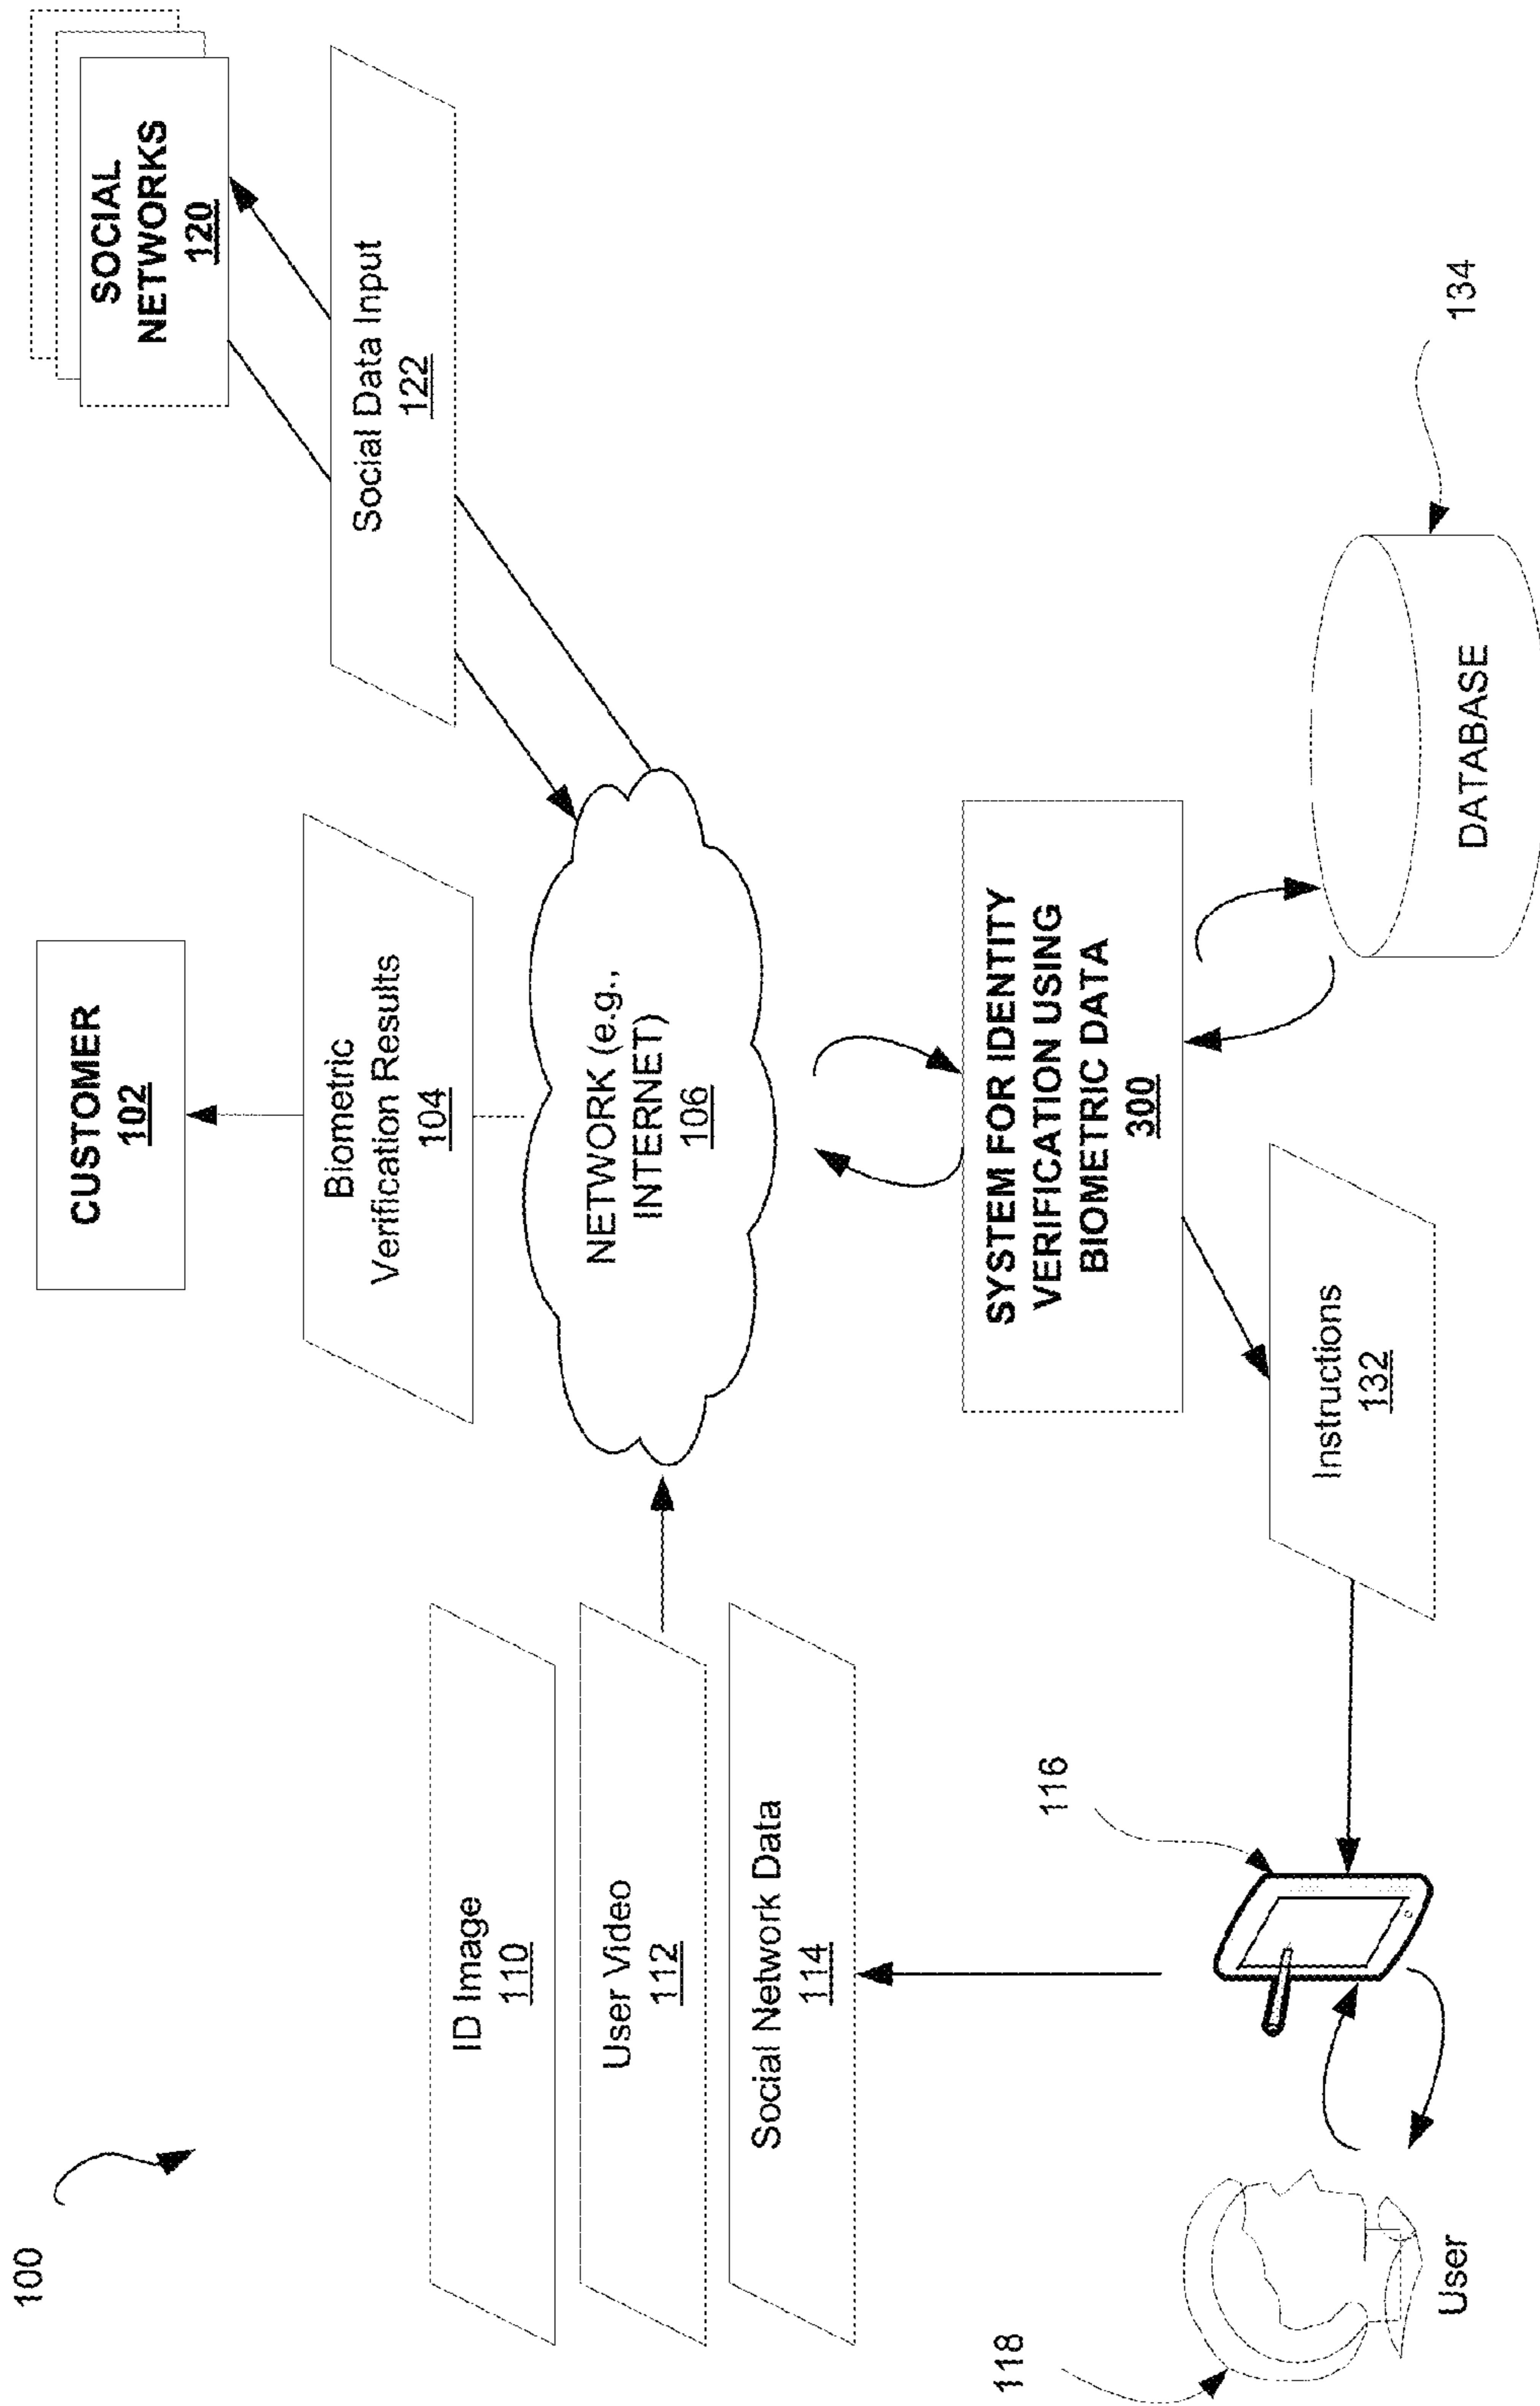 100
CUSTOMER
102
SOCIAL
NETWORKS
120
Biometric
Verification Results
104
Social Data Input
122
ID Image
110
User Video
112
Social Network Data
114
NETWORK (e.g.,
INTERNET)
106
SYSTEM FOR IDENTITY
VERIFICATION USING
BIOMETRIC DATA
300
116
118
User
Instructions
132
134
DATABASE